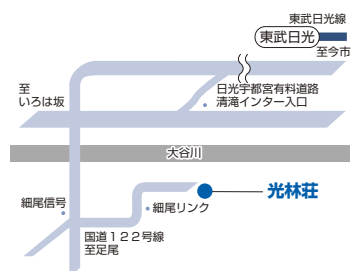 東武日光線
東武日光
至今市
至
いろは坂
日光宇都宮有料道路
清滝インター入口
大谷川
光林荘
細尾信号
細尾リンク
国道１２２号線
至足尾